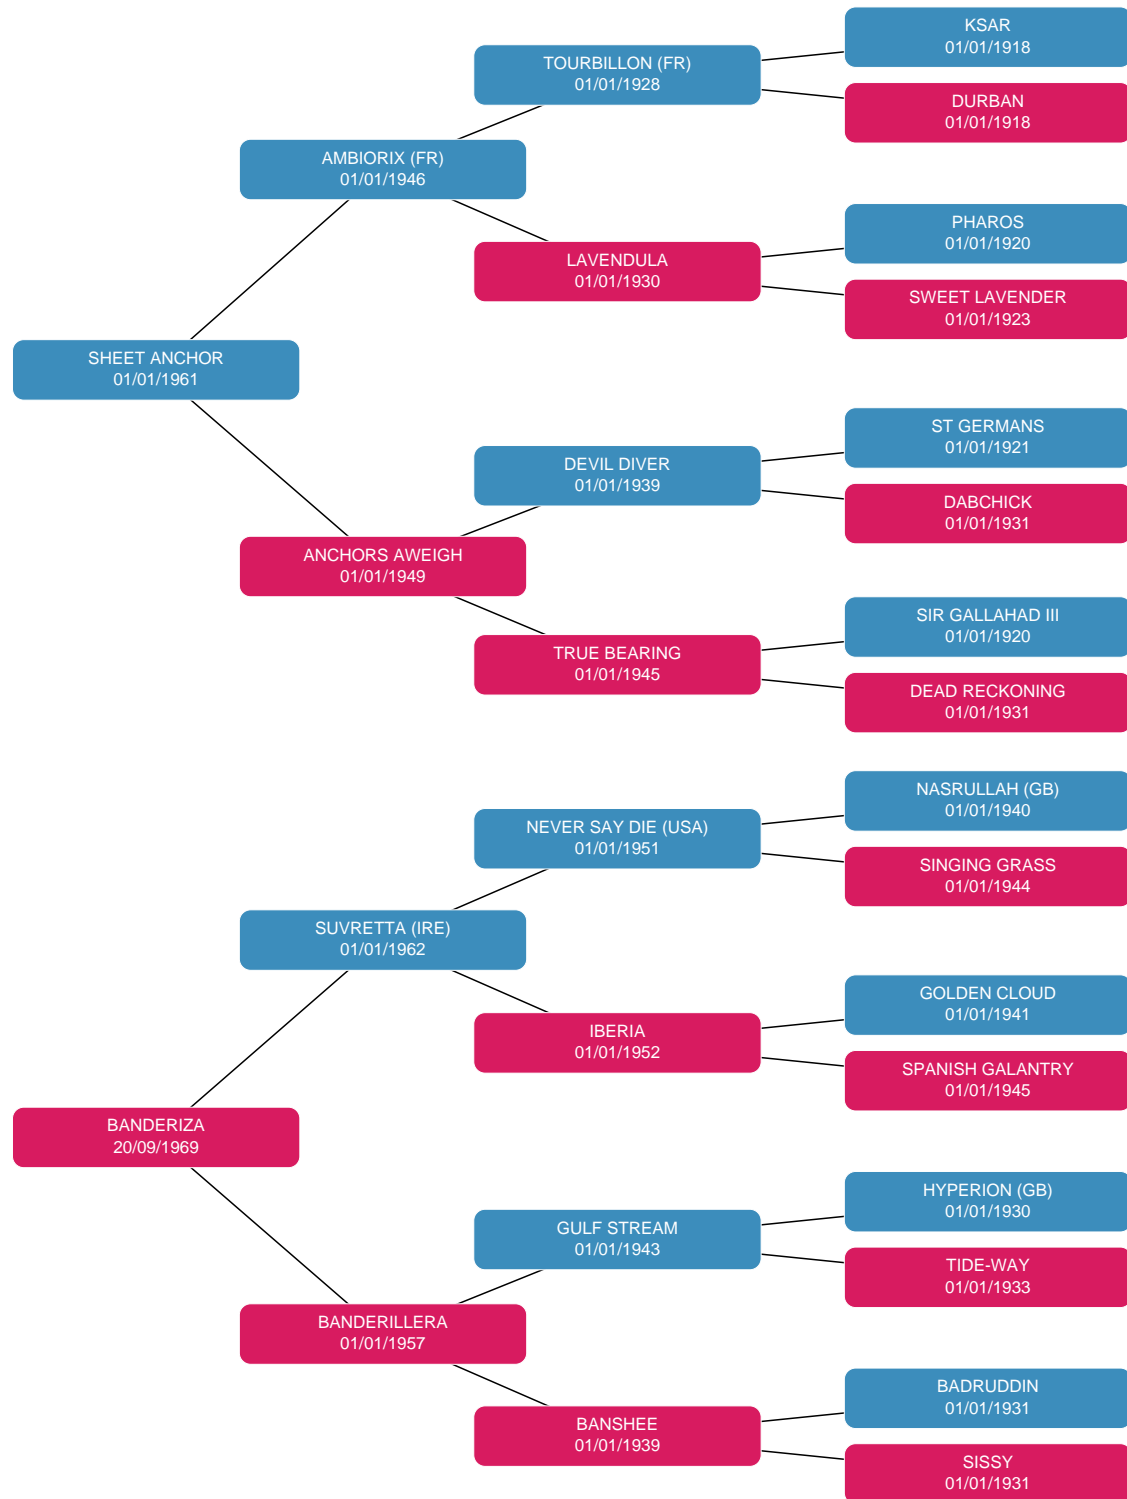 KSAR
01/01/1918
TOURBILLON (FR)
01/01/1928
DURBAN
01/01/1918
AMBIORIX (FR)
01/01/1946
PHAROS
01/01/1920
LAVENDULA
01/01/1930
SWEET LAVENDER
01/01/1923
SHEET ANCHOR
01/01/1961
ST GERMANS
01/01/1921
DEVIL DIVER
01/01/1939
DABCHICK
01/01/1931
ANCHORS AWEIGH
01/01/1949
SIR GALLAHAD III
01/01/1920
TRUE BEARING
01/01/1945
DEAD RECKONING
01/01/1931
NASRULLAH (GB)
01/01/1940
NEVER SAY DIE (USA)
01/01/1951
SINGING GRASS
01/01/1944
SUVRETTA (IRE)
01/01/1962
GOLDEN CLOUD
01/01/1941
IBERIA
01/01/1952
SPANISH GALANTRY
01/01/1945
BANDERIZA
20/09/1969
HYPERION (GB)
01/01/1930
GULF STREAM
01/01/1943
TIDE-WAY
01/01/1933
BANDERILLERA
01/01/1957
BADRUDDIN
01/01/1931
BANSHEE
01/01/1939
SISSY
01/01/1931